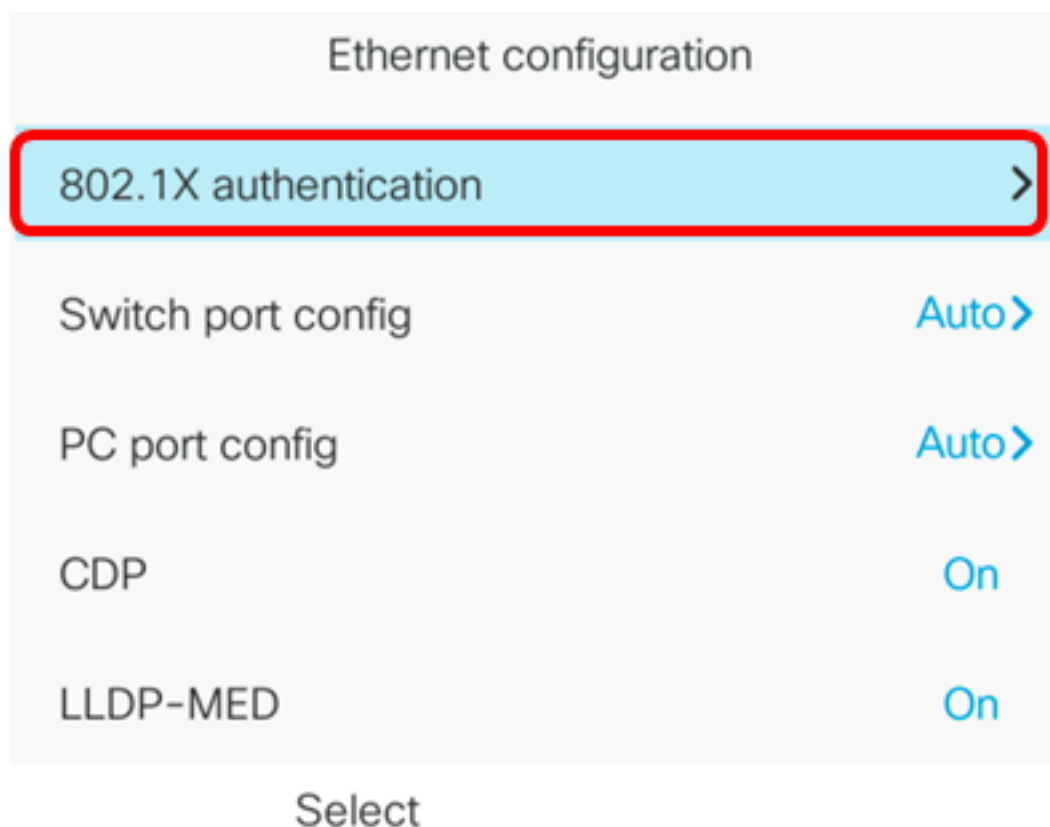 Ethernet configuration
802.1X authentication
Switch port config Auto
PC port config Auto
CDP On
LLDP-MED On
Select